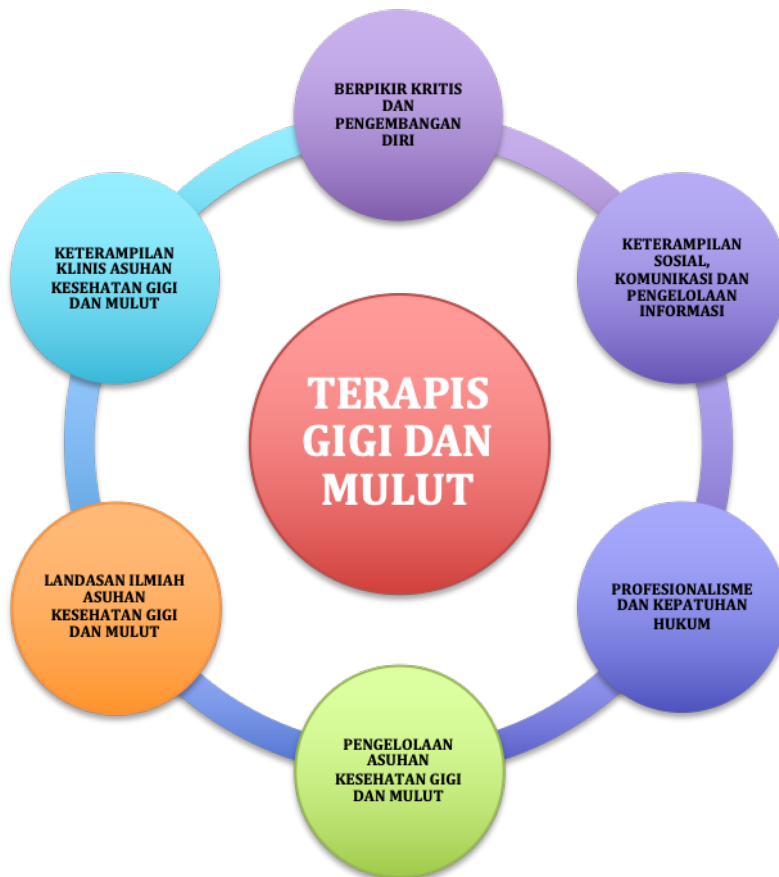 BERPIKIR KRITIS
DAN
PENGEMBANGAN
DIRI
KETERAMPILAN
SOSIAL,
KOMUNIKASI DAN
PENGELOLAAN
INFORMASI
PROFESIONALISME
DAN KEPATUHAN
HUKUM
PENGELOLAAN
ASUHAN
KESEHATAN GIGI
DAN MULUT
LANDASAN ILMIAH
ASUHAN
KESEHATAN GIGI
DAN MULUT
KETERAMPILAN
KLINIS ASUHAN
KESEHATAN GIGI
DAN MULUT
TERAPIS
GIGI DAN
MULUT